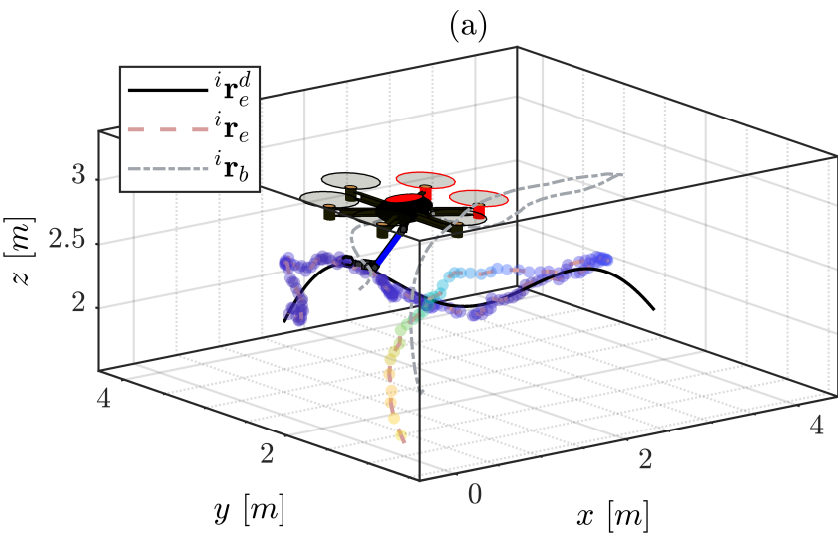 (a)
ⁱr_e^d
ⁱr_e
ⁱr_b
3
2.5
2
z [m]
4
2
y [m]
0
2
4
x [m]